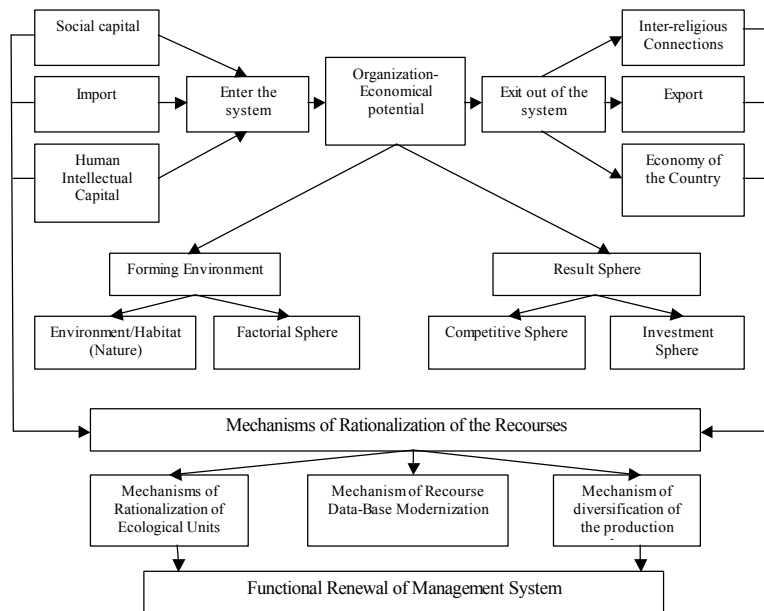 Social capital
Import
Human
Intellectual
Capital
Enter the
system
Organization-
Economical
potential
Exit out of the
system
Inter-religious
Connections
Export
Economy of
the Country
Forming Environment
Result Sphere
Environment/Habitat
(Nature)
Factorial Sphere
Competitive Sphere
Investment
Sphere
Mechanisms of Rationalization of the Recourses
Mechanisms of
Rationalization of
Ecological Units
Mechanism of Recourse
Data-Base Modernization
Mechanism of
diversification of
the production
Functional Renewal of Management System